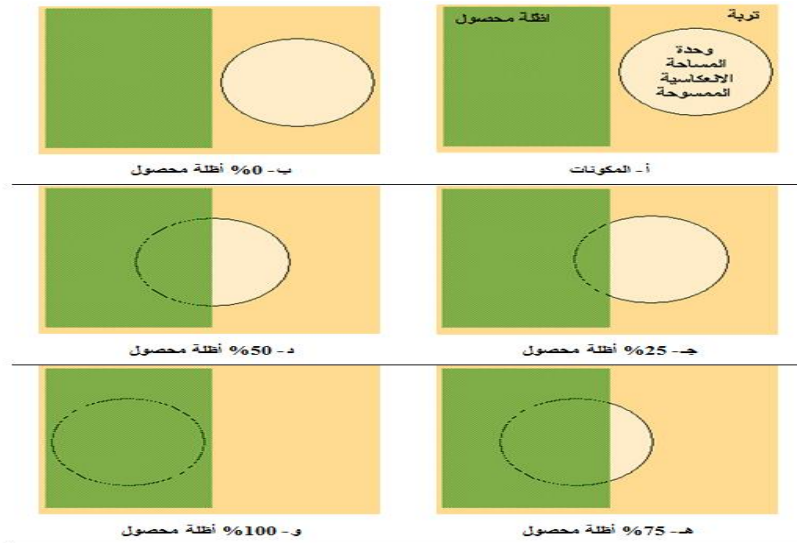 تربة
اظلة محصول
وحدة
المساحة
الانعكاسية
الممسوحة
أ - المكونات
ب - 0% أظلة محصول
جـ - 25% أظلة محصول
د - 50% أظلة محصول
هـ - 75% أظلة محصول
و - 100% أظلة محصول